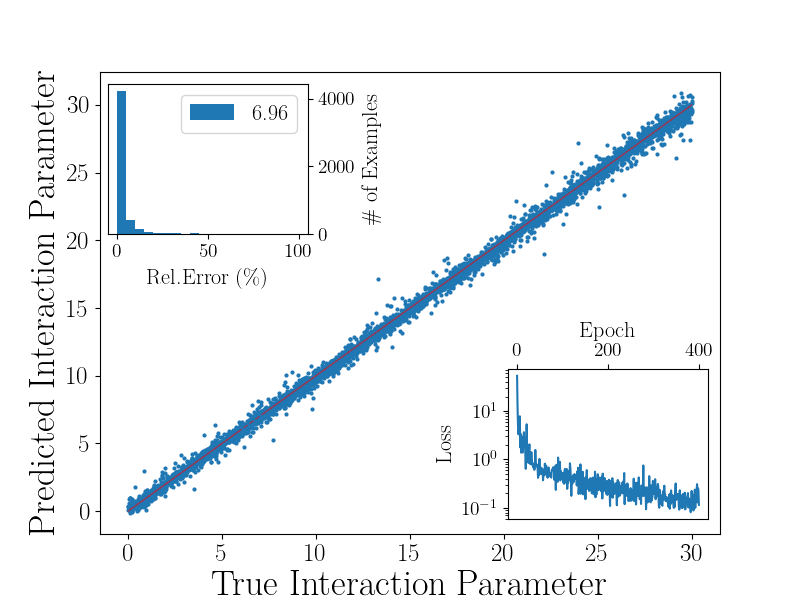 Predicted Interaction Parameter
30
25
20
15
10
5
0
0 5 10 15 20 25 30
True Interaction Parameter
6.96
4000
2000
0
# of Examples
0 50 100
Rel.Error (%)
Epoch
0 200 400
Loss
10¹
10⁰
10⁻¹